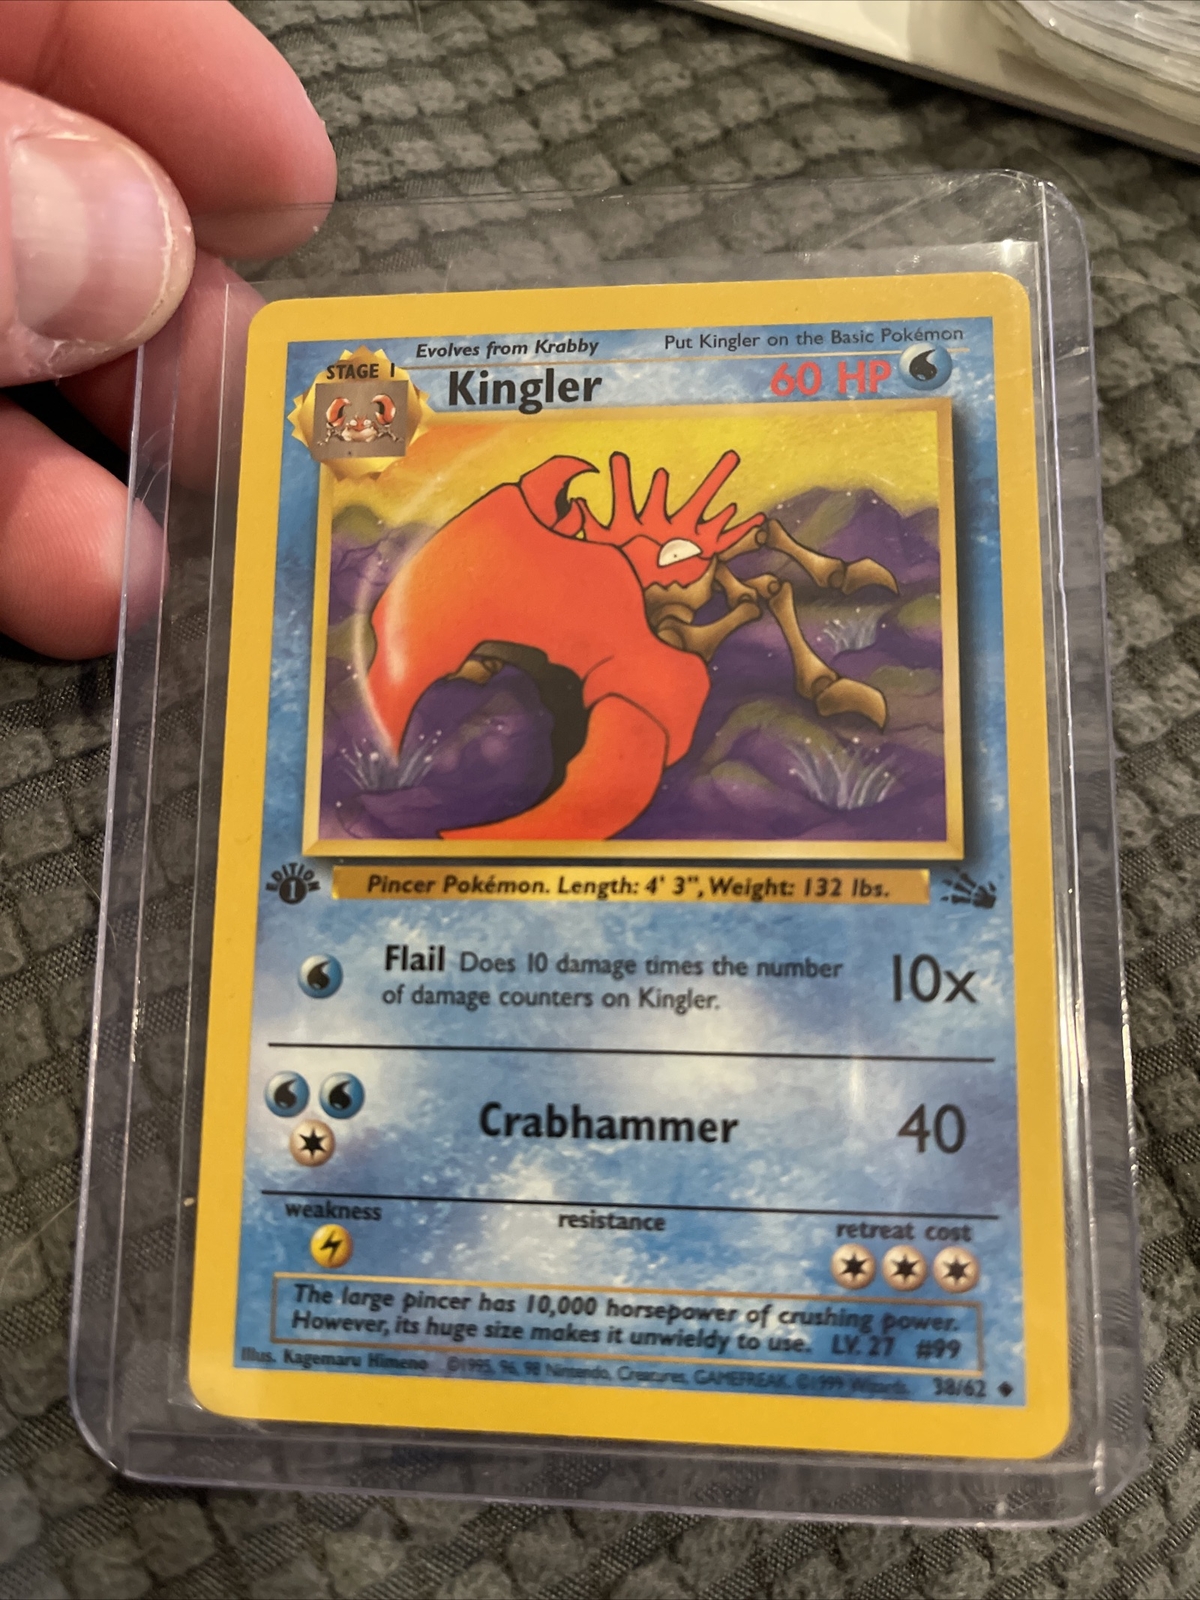 Evolves from Krabby
Put Kingler on the Basic Pokémon
STAGE 1
Kingler
60 HP
EDITION
1
Pincer Pokémon. Length: 4' 3", Weight: 132 lbs.
Flail Does 10 damage times the number
of damage counters on Kingler.
10x
Crabhammer
40
weakness
resistance
retreat cost
The large pincer has 10,000 horsepower of crushing power.
However, its huge size makes it unwieldy to use. LV. 27 #99
Illus. Kagemaru Himeno ©1995, 96, 98 Nintendo, Creatures, GAMEFREAK. ©1999 Wizards. 38/62